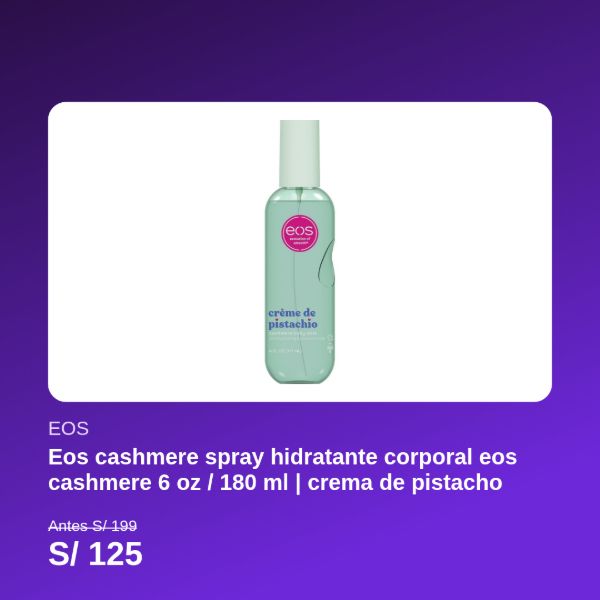 eos
crème de
pistachio
EOS
Eos cashmere spray hidratante corporal eos
cashmere 6 oz / 180 ml | crema de pistacho
Antes S/ 199
S/ 125